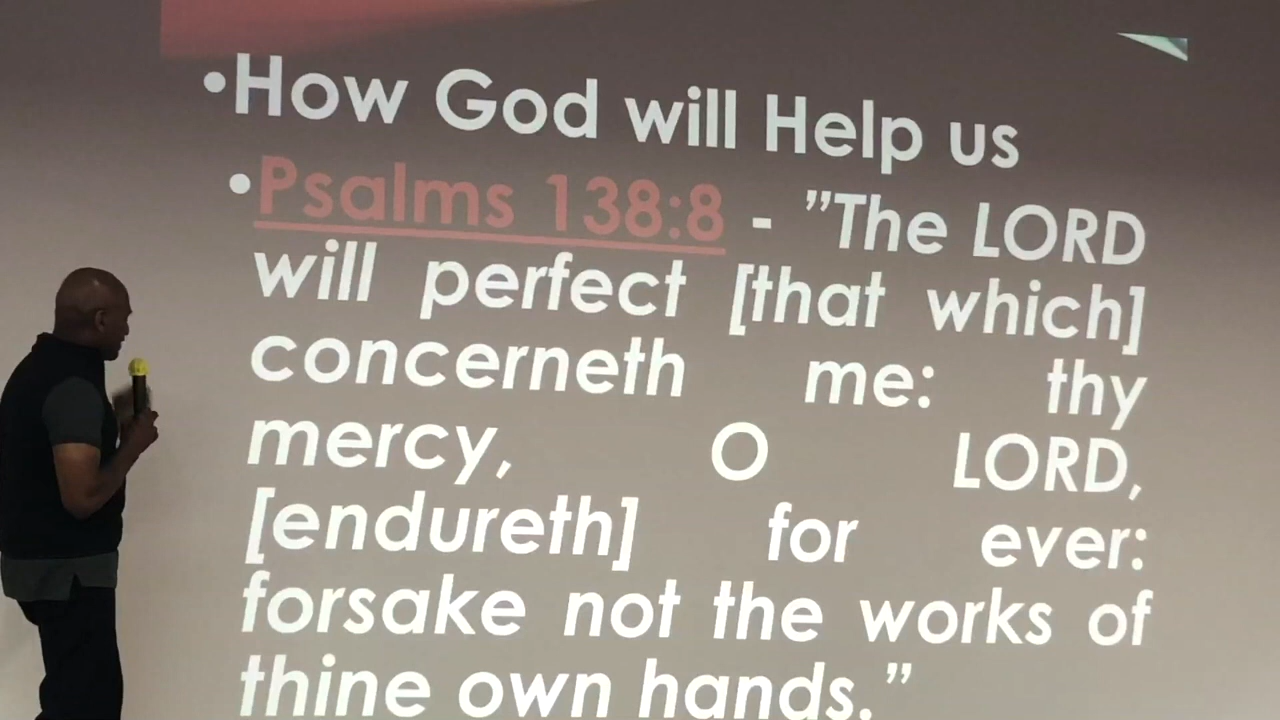 •How God will Help us
•Psalms 138:8 - ”The LORD
will perfect [that which]
concerneth me: thy
mercy, O LORD,
[endureth] for ever:
forsake not the works of
thine own hands.”